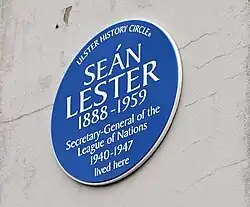 ULSTER HISTORY CIRCLE
SEÁN
LESTER
1888-1959
Secretary-General of the
League of Nations
1940-1947
lived here